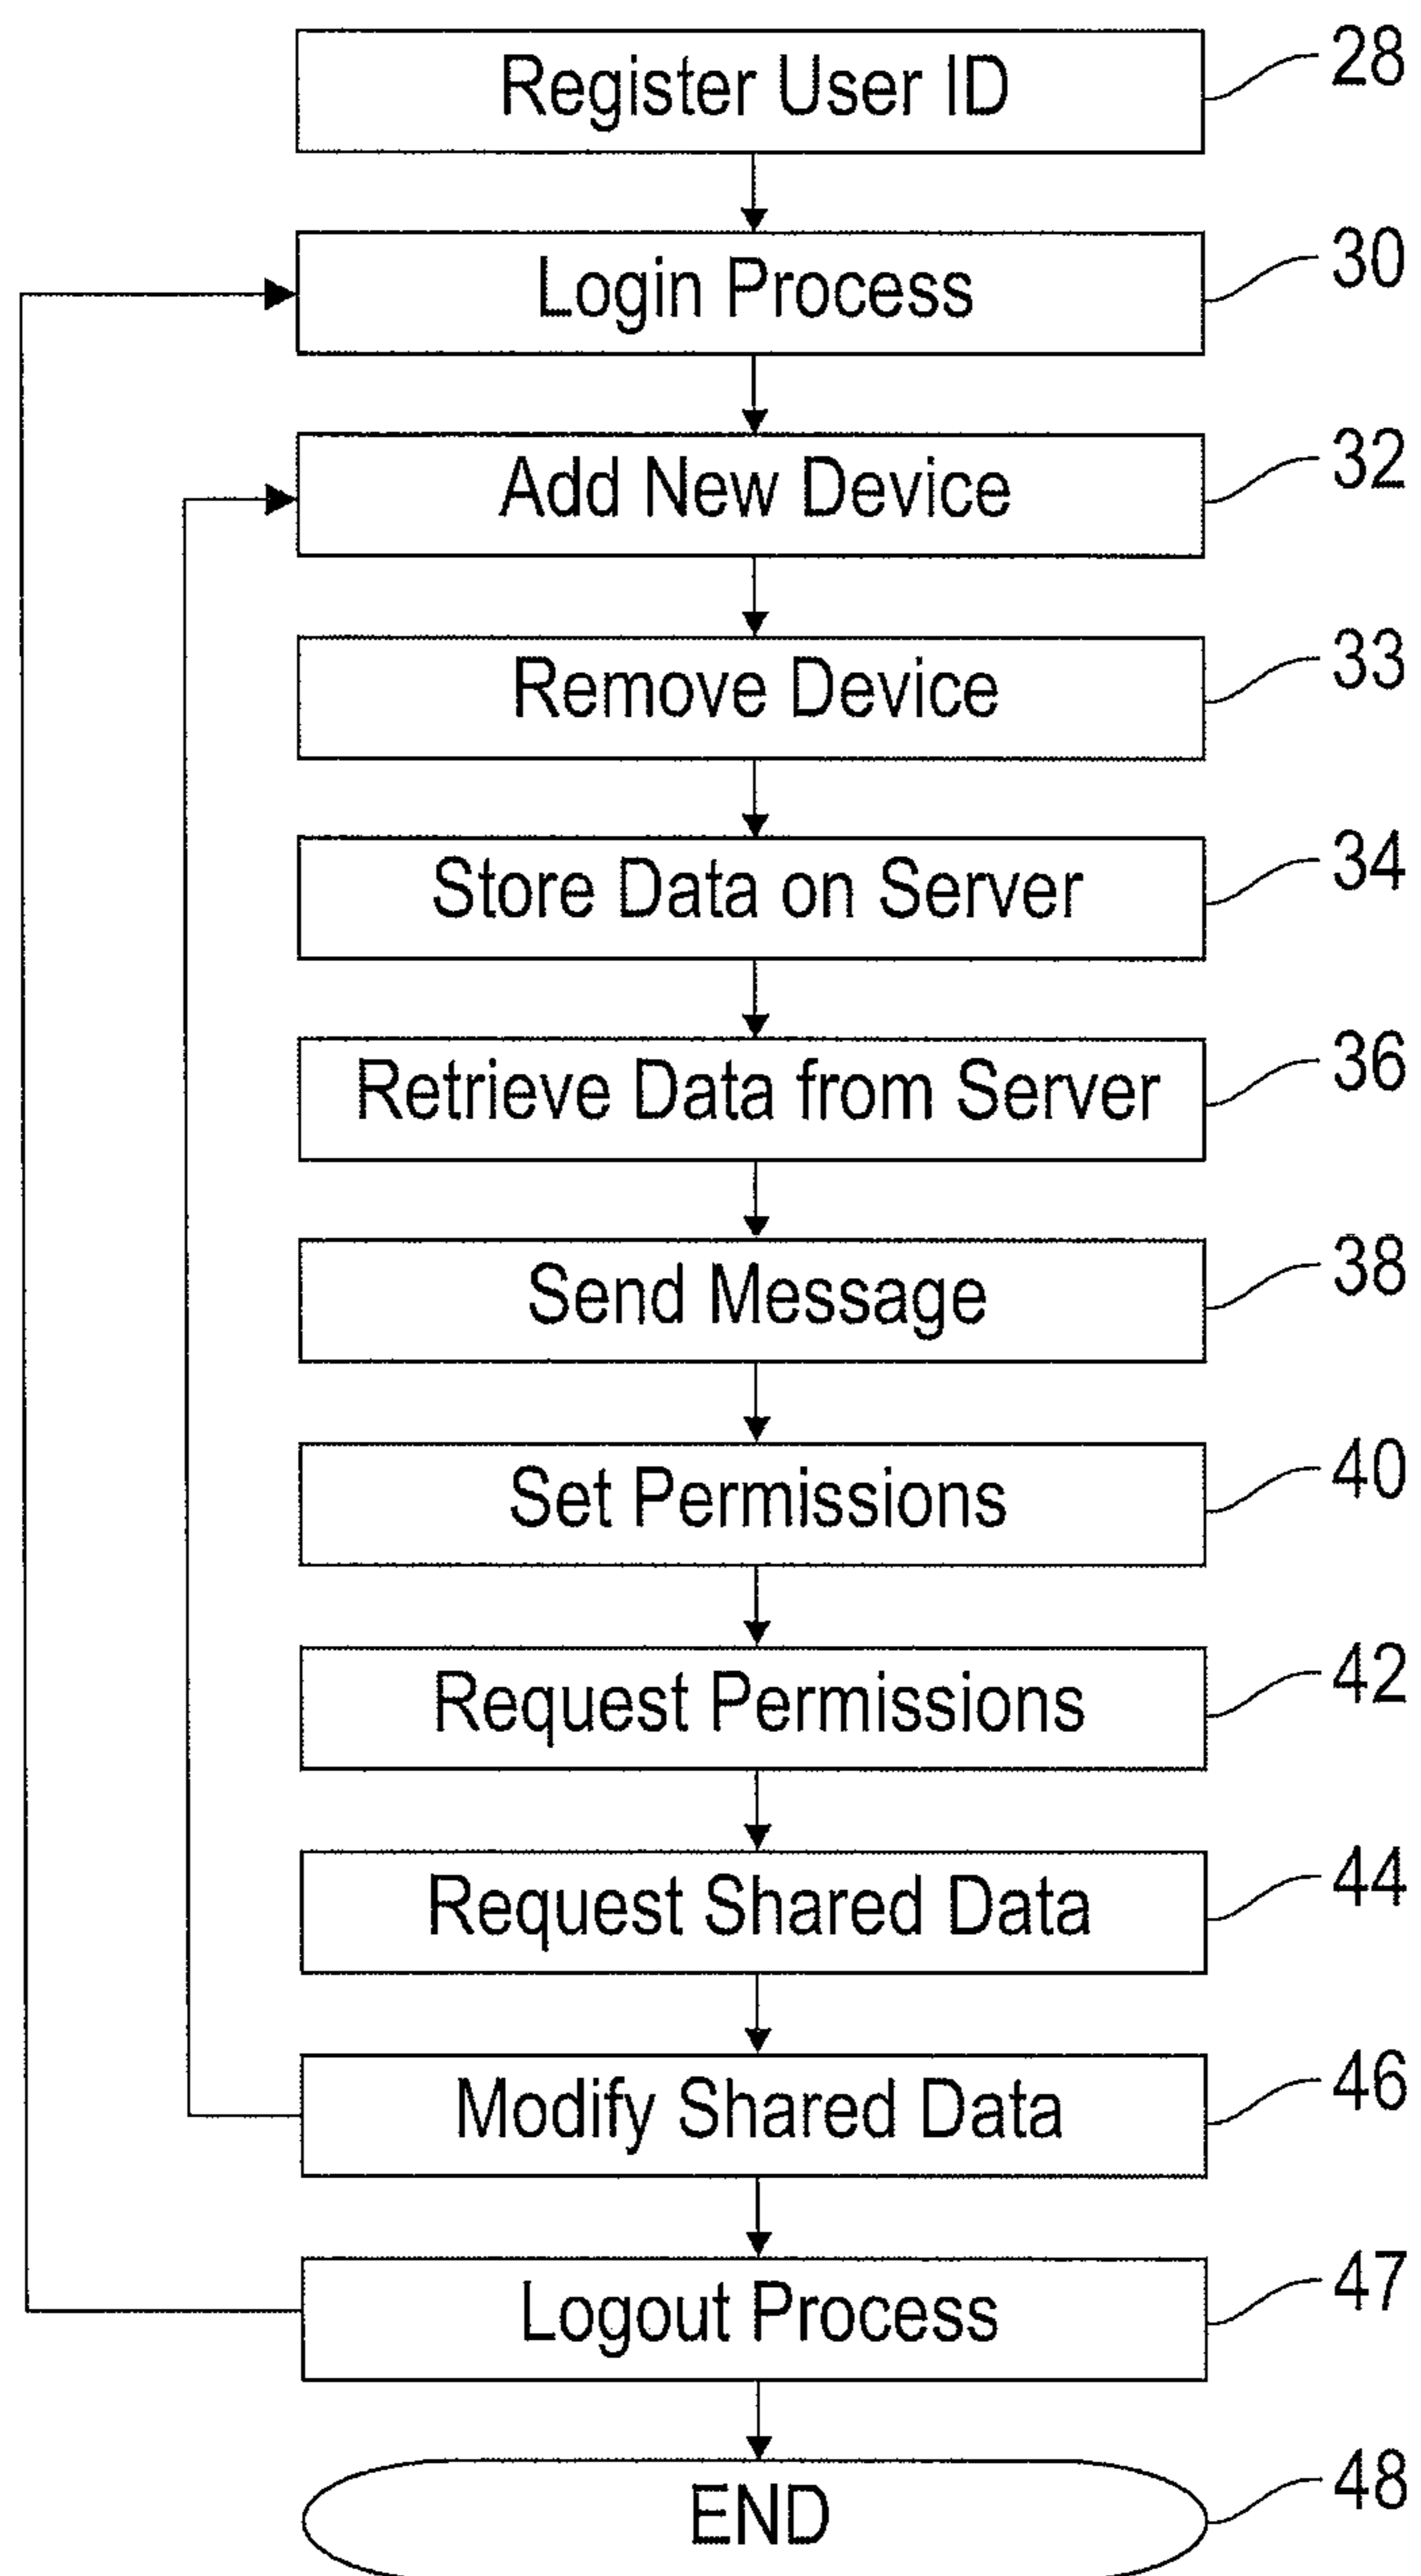 Register User ID 28
Login Process 30
Add New Device 32
Remove Device 33
Store Data on Server 34
Retrieve Data from Server 36
Send Message 38
Set Permissions 40
Request Permissions 42
Request Shared Data 44
Modify Shared Data 46
Logout Process 47
END 48